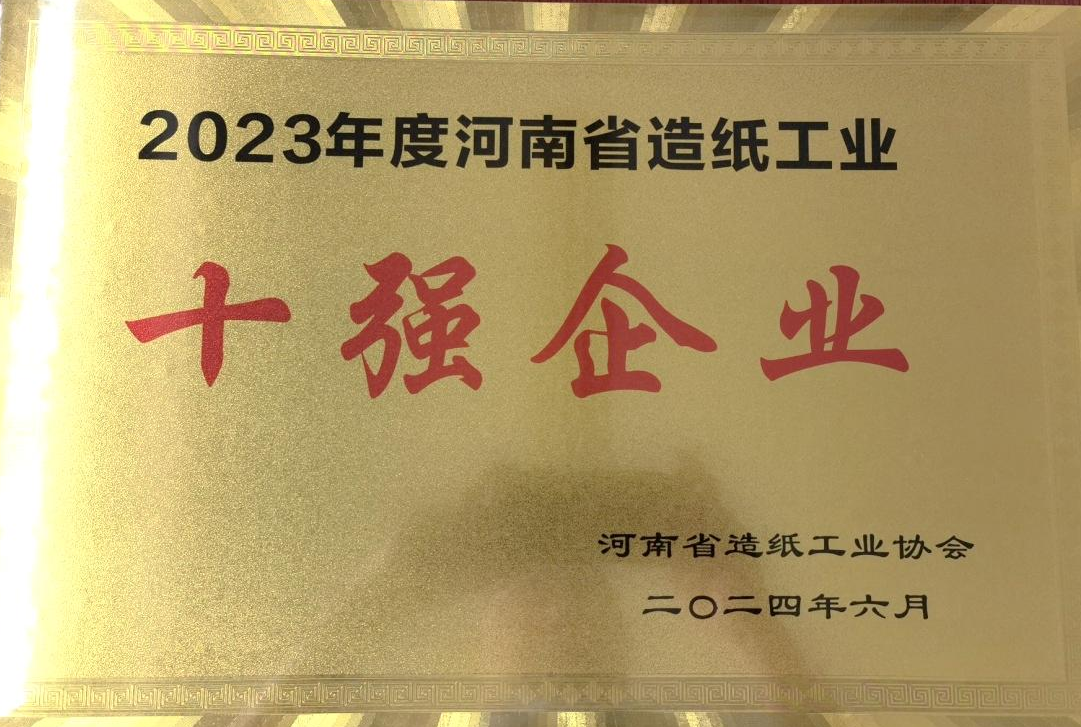 2023年度河南省造纸工业
十强企业
河南省造纸工业协会
二〇二四年六月